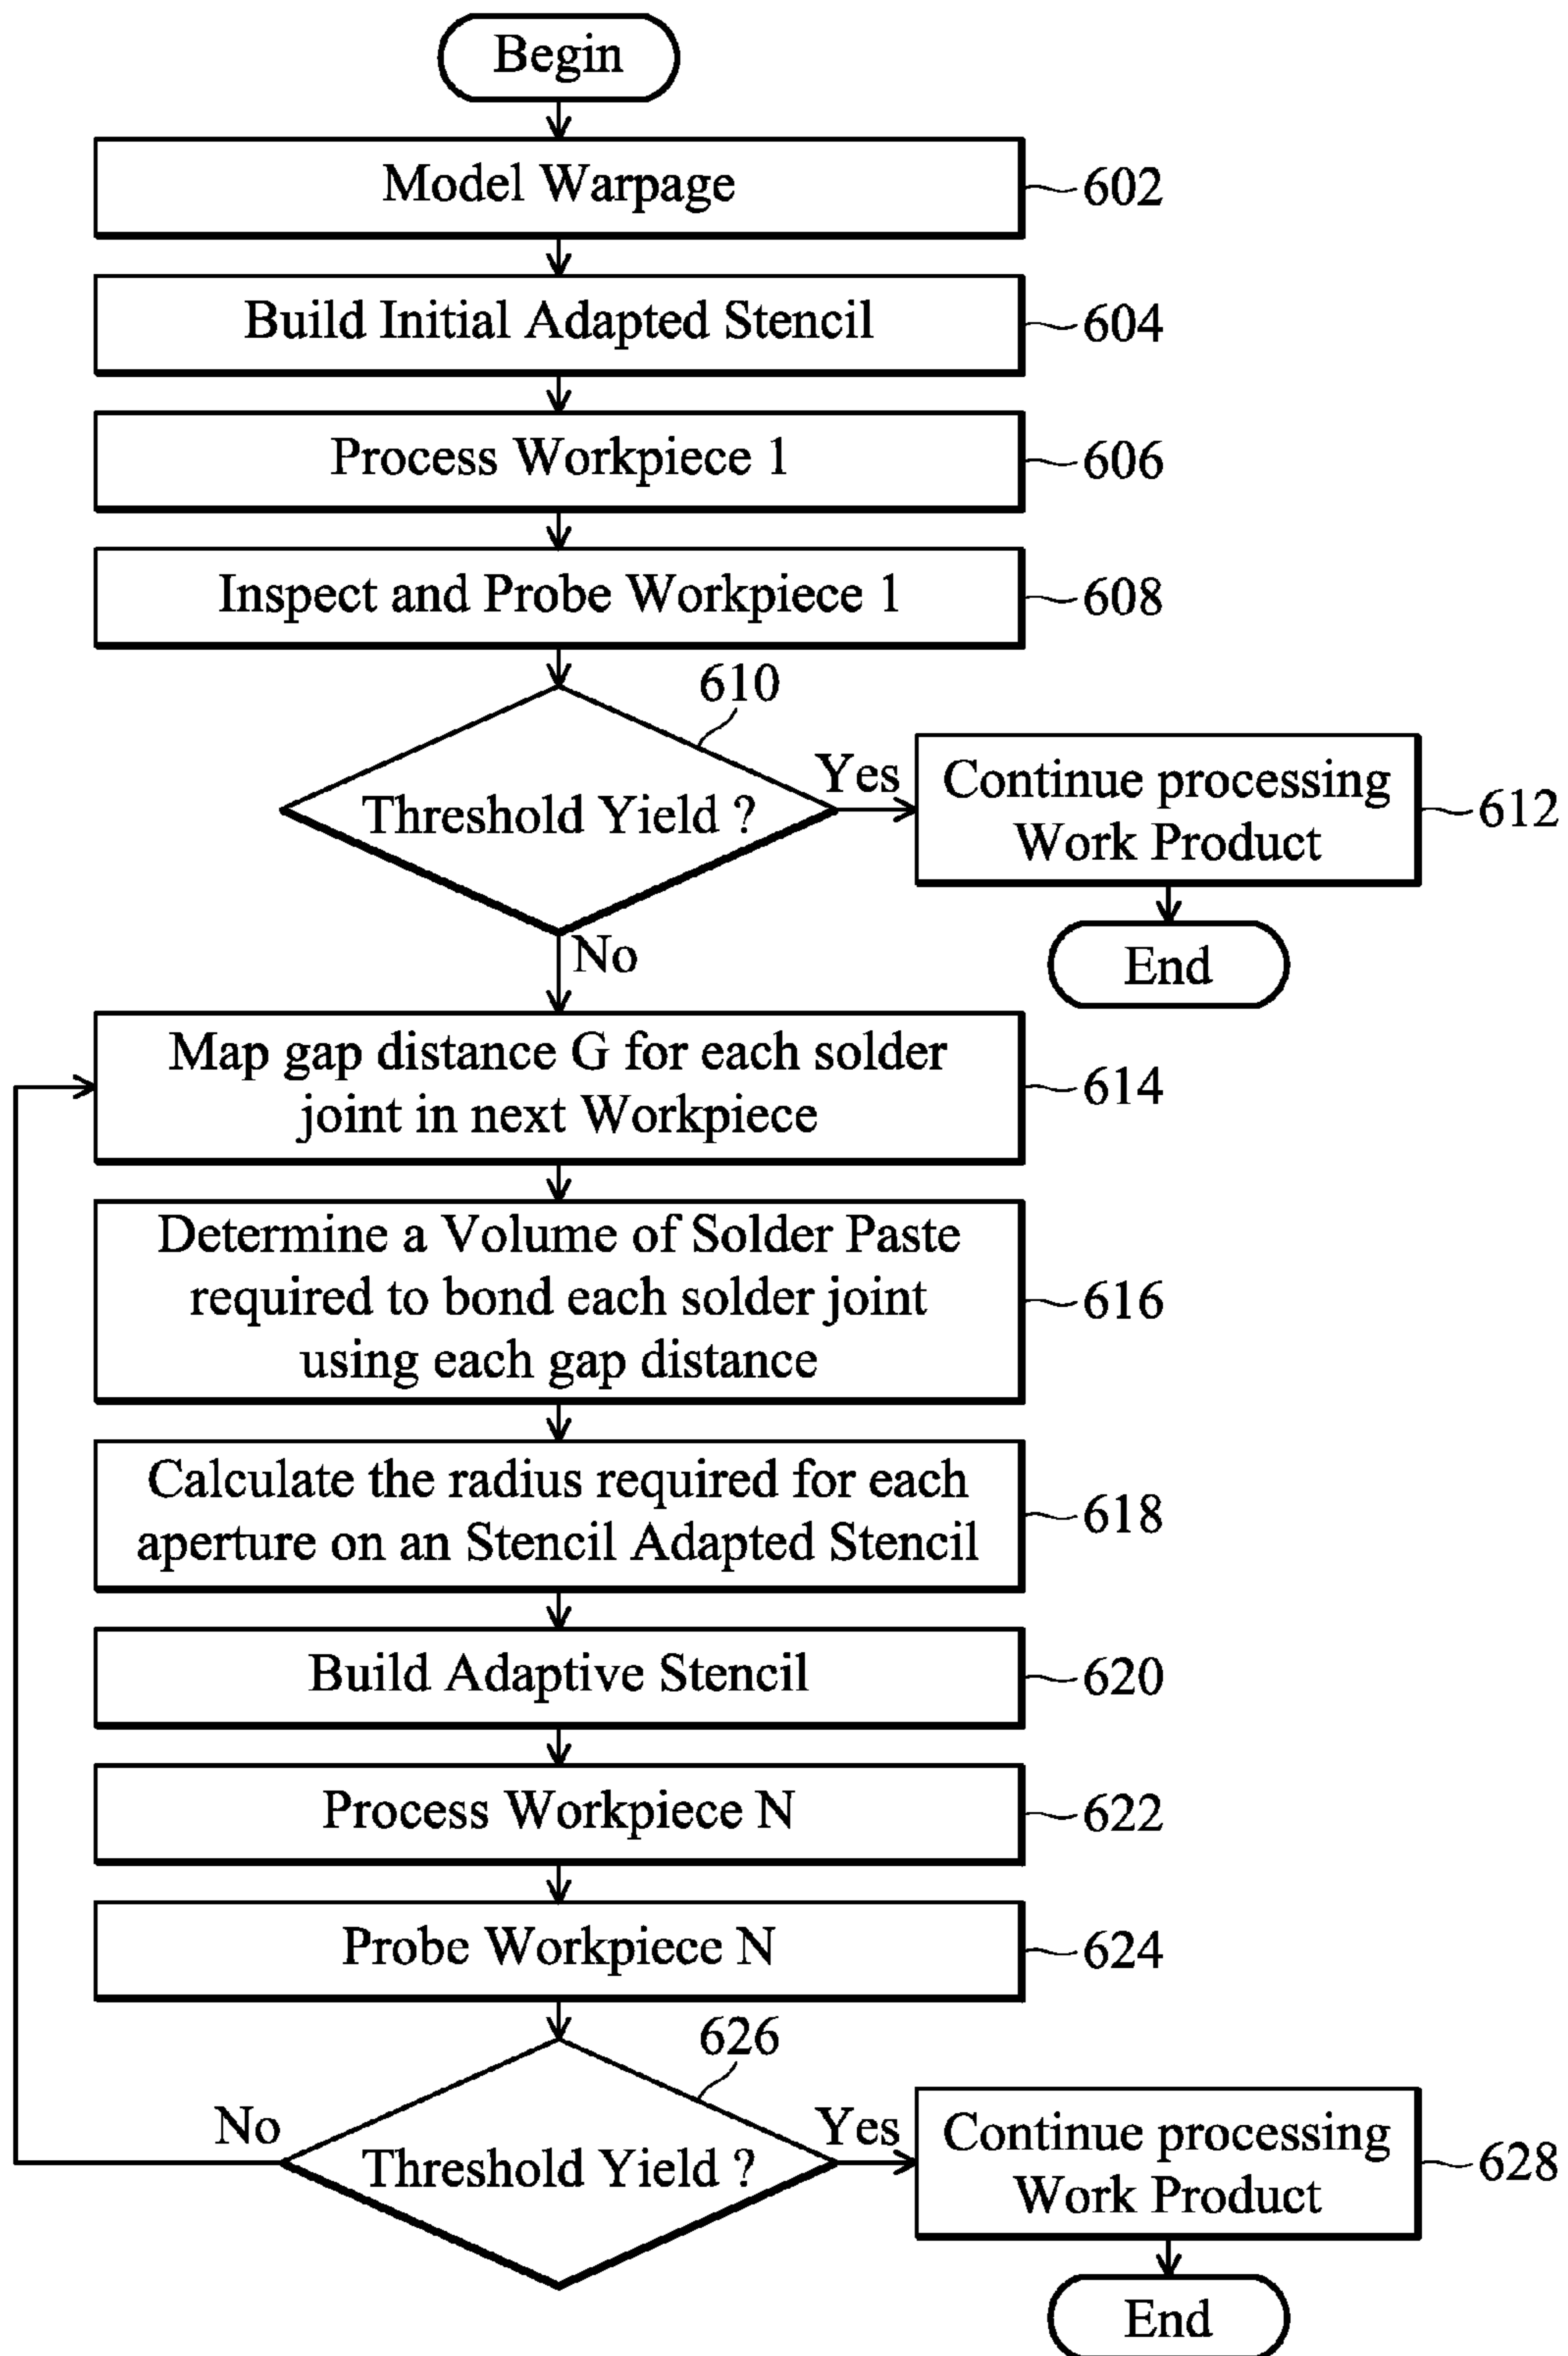 Begin
Model Warpage
602
Build Initial Adapted Stencil
604
Process Workpiece 1
606
Inspect and Probe Workpiece 1
608
610
Threshold Yield ?
Yes
Continue processing
Work Product
612
End
No
Map gap distance G for each solder
joint in next Workpiece
614
Determine a Volume of Solder Paste
required to bond each solder joint
using each gap distance
616
Calculate the radius required for each
aperture on an Stencil Adapted Stencil
618
Build Adaptive Stencil
620
Process Workpiece N
622
Probe Workpiece N
624
626
No
Threshold Yield ?
Yes
Continue processing
Work Product
628
End